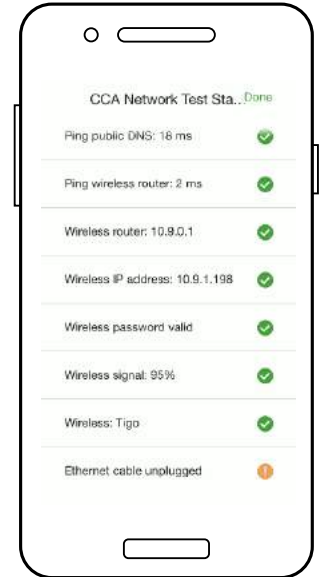 CCA Network Test Sta.. Done
Ping public DNS: 18 ms
Ping wireless router: 2 ms
Wireless router: 10.9.0.1
Wireless IP address: 10.9.1.198
Wireless password valid
Wireless signal: 95%
Wireless: Tigo
Ethernet cable unplugged